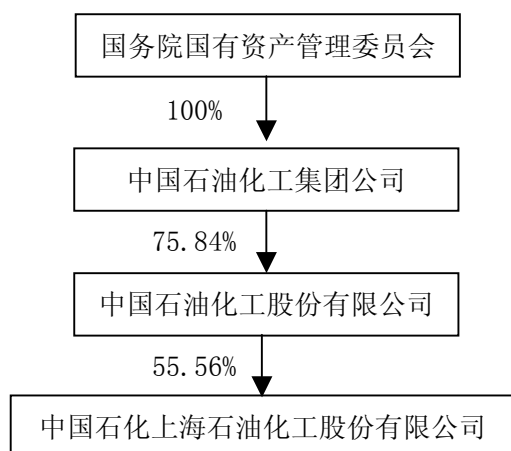 国务院国有资产管理委员会
100%
中国石油化工集团公司
75.84%
中国石油化工股份有限公司
55.56%
中国石化上海石油化工股份有限公司